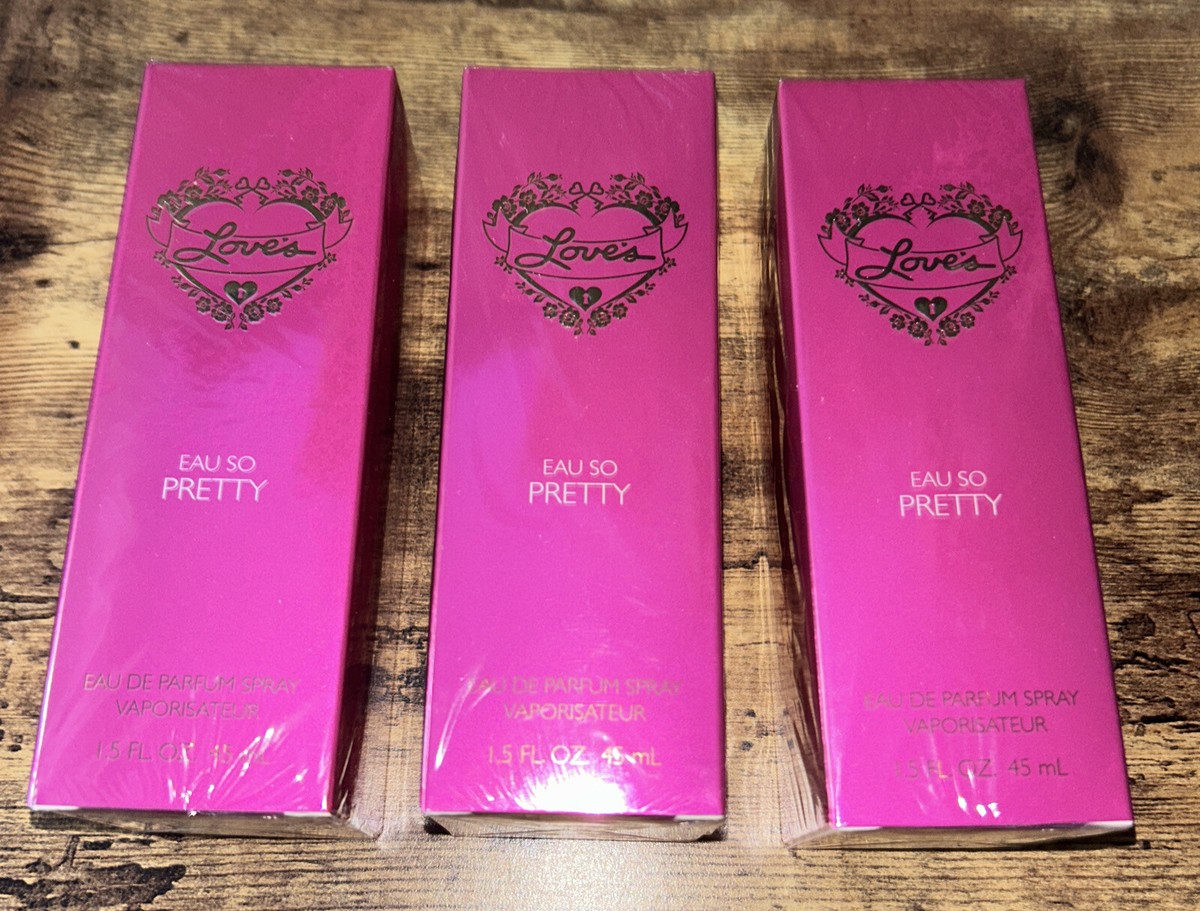 Love's
EAU SO
PRETTY
EAU DE PARFUM SPRAY
VAPORISATEUR
1.5 FL. OZ. 45 mL
Love's
EAU SO
PRETTY
EAU DE PARFUM SPRAY
VAPORISATEUR
1.5 FL. OZ. 45 mL
Love's
EAU SO
PRETTY
EAU DE PARFUM SPRAY
VAPORISATEUR
1.5 FL. OZ. 45 mL